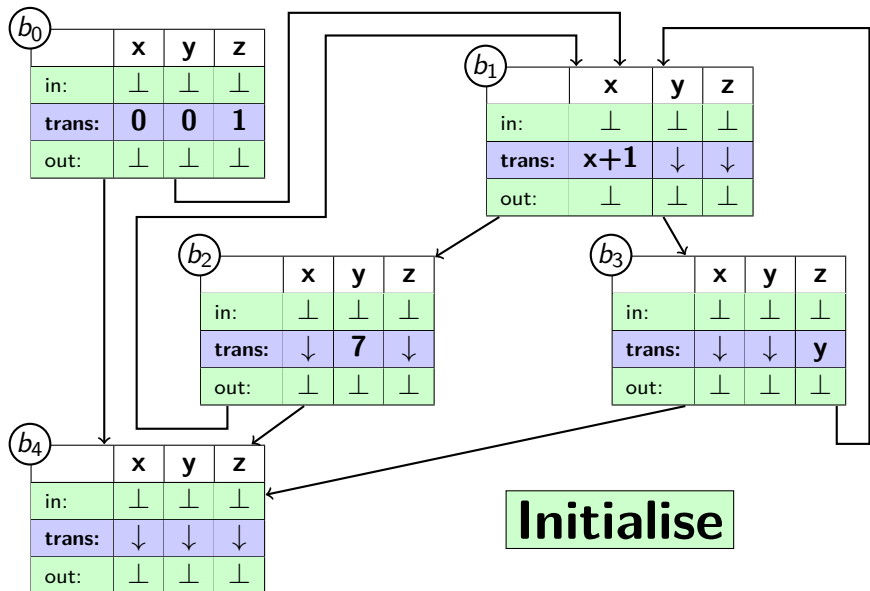 b0
x y z
in: ⊥ ⊥ ⊥
trans: 0 0 1
out: ⊥ ⊥ ⊥
b1
x y z
in: ⊥ ⊥ ⊥
trans: x+1 ↓ ↓
out: ⊥ ⊥ ⊥
b2
x y z
in: ⊥ ⊥ ⊥
trans: ↓ 7 ↓
out: ⊥ ⊥ ⊥
b3
x y z
in: ⊥ ⊥ ⊥
trans: ↓ ↓ y
out: ⊥ ⊥ ⊥
b4
x y z
in: ⊥ ⊥ ⊥
trans: ↓ ↓ ↓
out: ⊥ ⊥ ⊥
Initialise